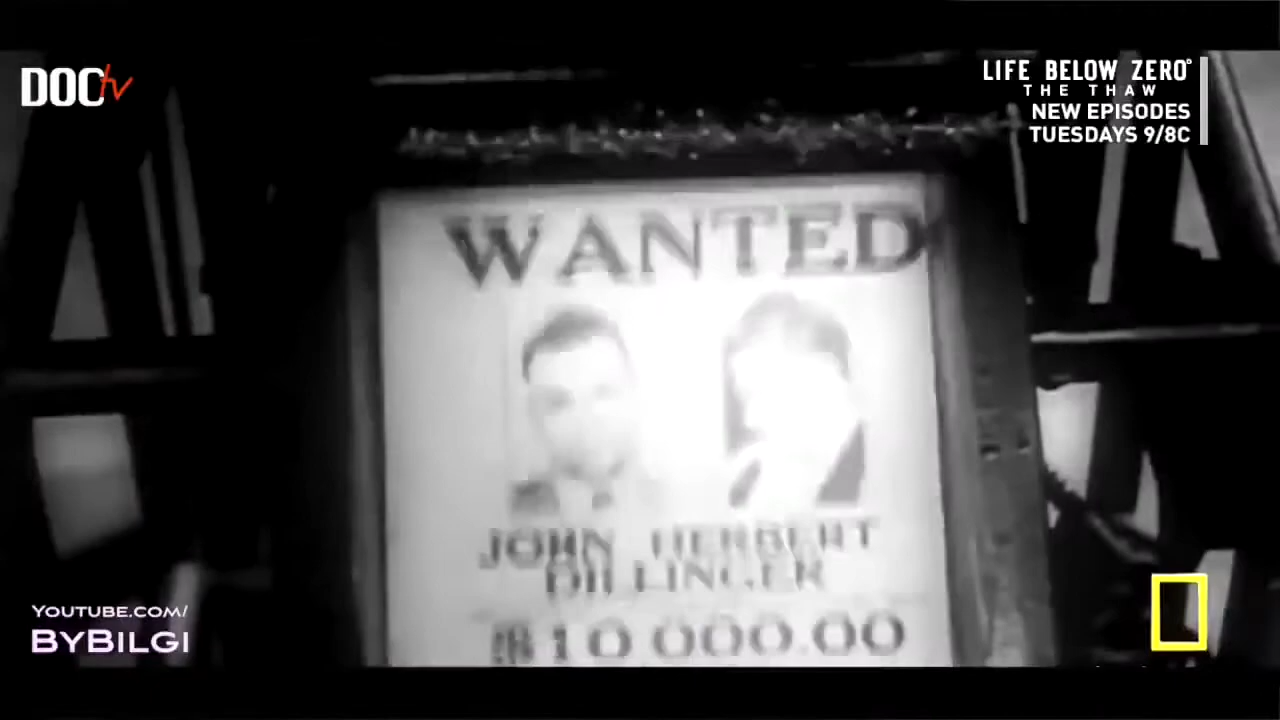 DOCtv
LIFE BELOW ZERO°
THE THAW
NEW EPISODES
TUESDAYS 9/8C
WANTED
JOHN HERBERT
DILLINGER
$10 000.00
YOUTUBE.COM/
BYBILGI